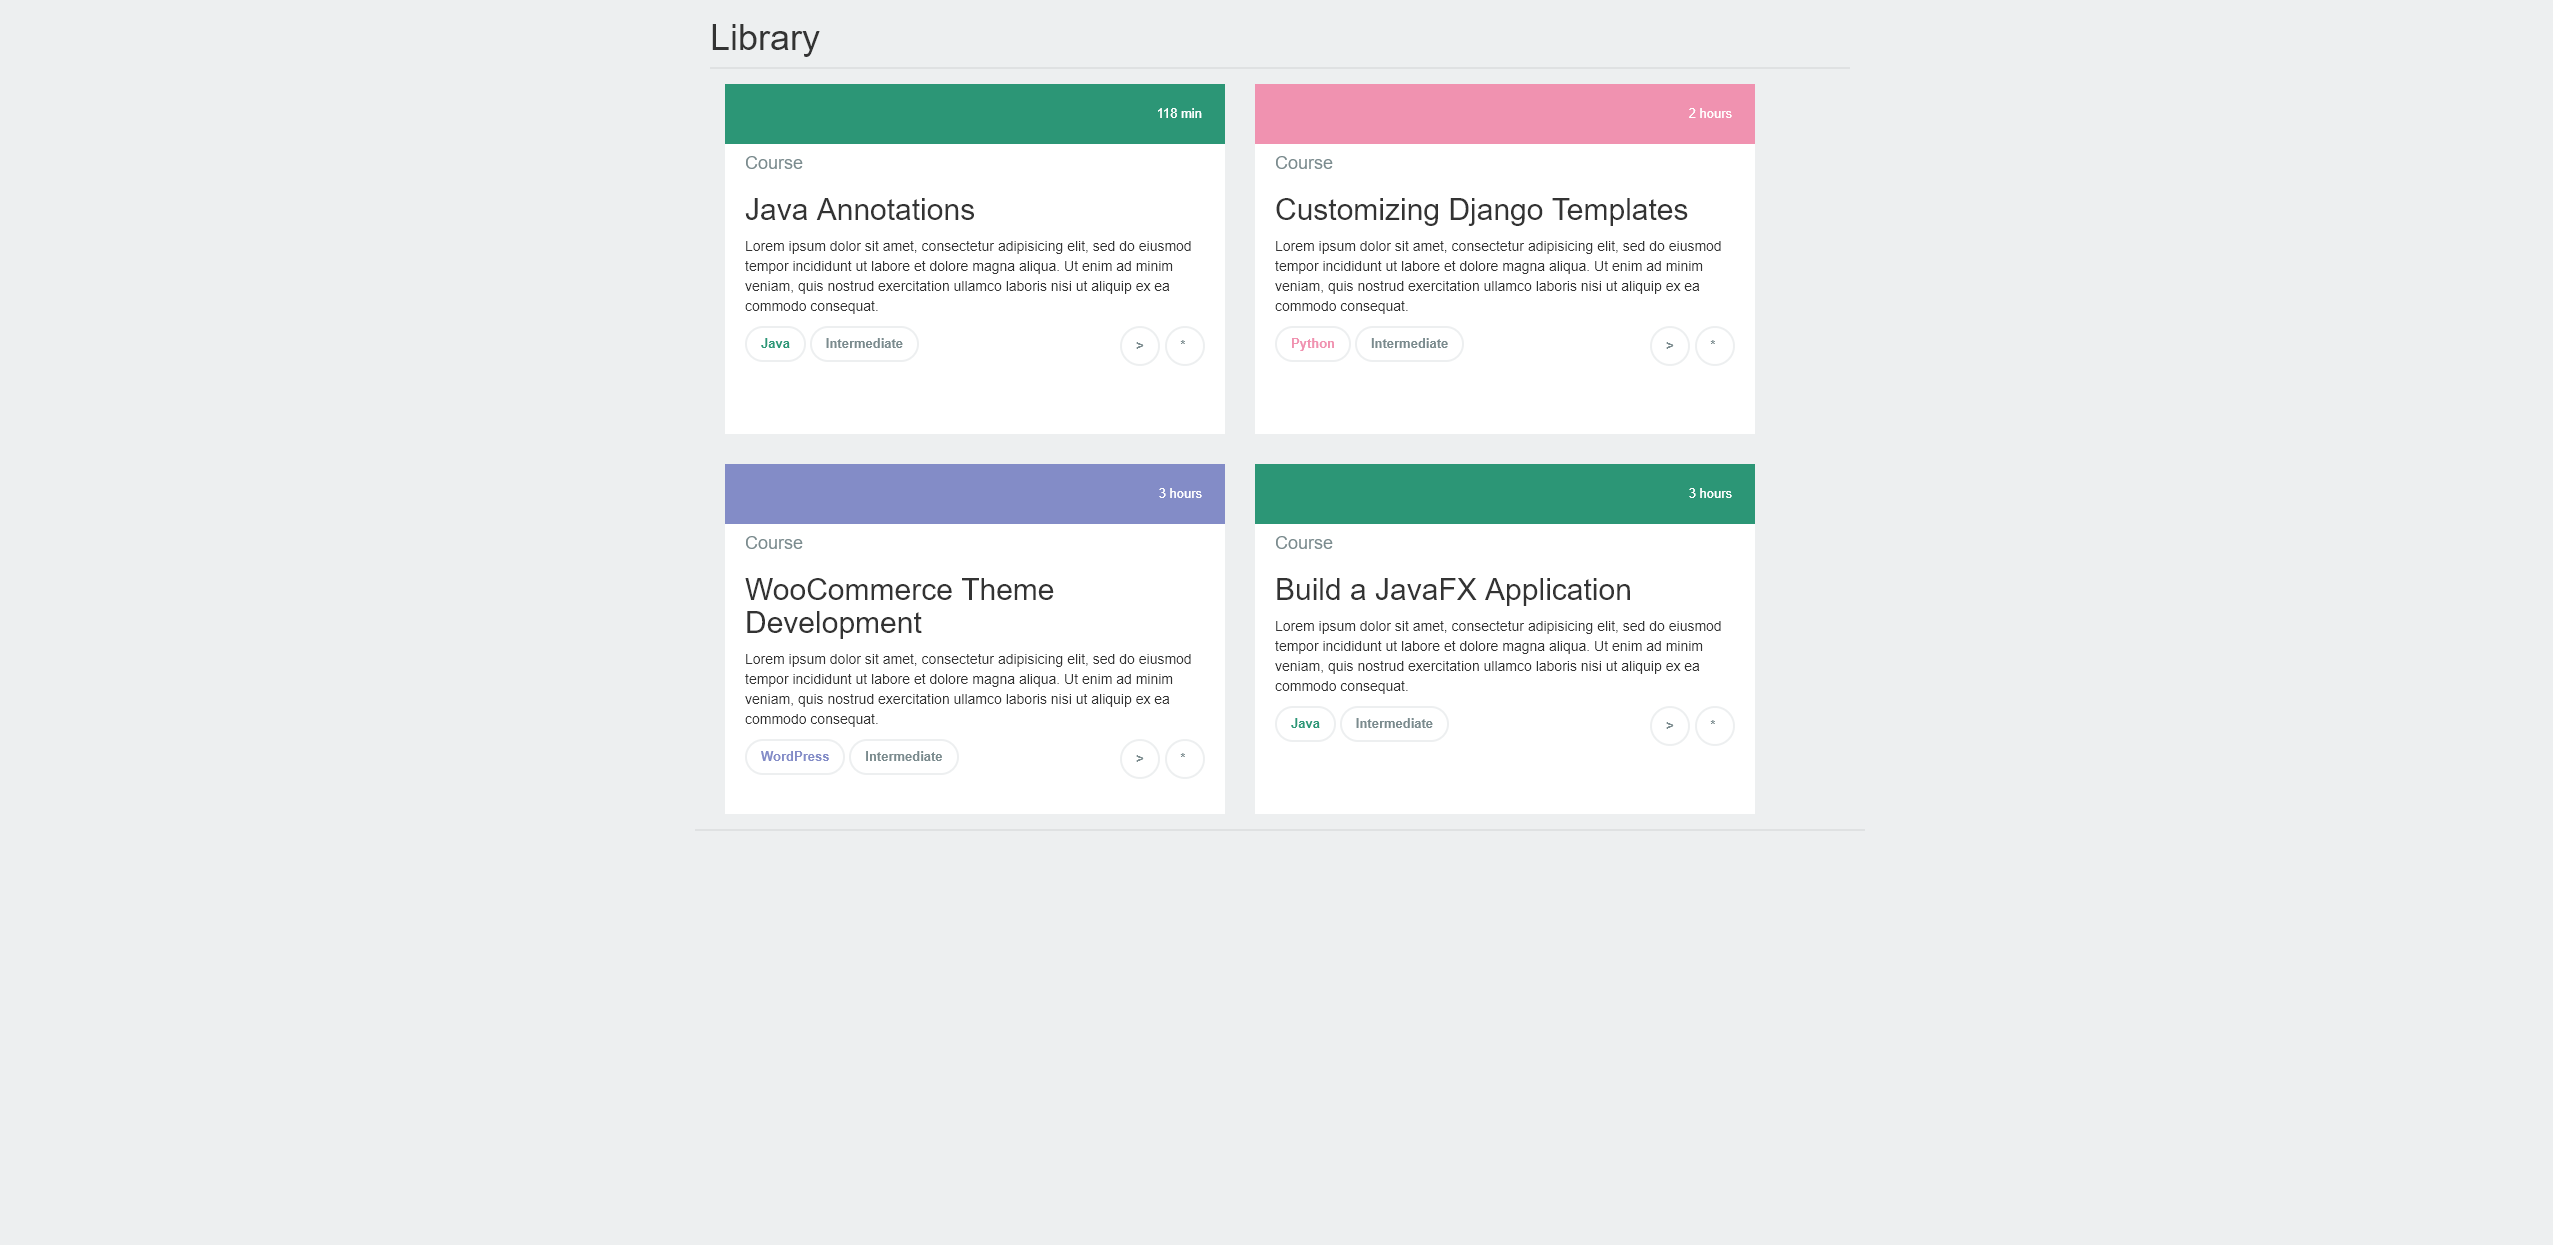 Library
118 min
Course
Java Annotations
Lorem ipsum dolor sit amet, consectetur adipisicing elit, sed do eiusmod
tempor incididunt ut labore et dolore magna aliqua. Ut enim ad minim
veniam, quis nostrud exercitation ullamco laboris nisi ut aliquip ex ea
commodo consequat.
Java Intermediate > *
2 hours
Course
Customizing Django Templates
Lorem ipsum dolor sit amet, consectetur adipisicing elit, sed do eiusmod
tempor incididunt ut labore et dolore magna aliqua. Ut enim ad minim
veniam, quis nostrud exercitation ullamco laboris nisi ut aliquip ex ea
commodo consequat.
Python Intermediate > *
3 hours
Course
WooCommerce Theme
Development
Lorem ipsum dolor sit amet, consectetur adipisicing elit, sed do eiusmod
tempor incididunt ut labore et dolore magna aliqua. Ut enim ad minim
veniam, quis nostrud exercitation ullamco laboris nisi ut aliquip ex ea
commodo consequat.
WordPress Intermediate > *
3 hours
Course
Build a JavaFX Application
Lorem ipsum dolor sit amet, consectetur adipisicing elit, sed do eiusmod
tempor incididunt ut labore et dolore magna aliqua. Ut enim ad minim
veniam, quis nostrud exercitation ullamco laboris nisi ut aliquip ex ea
commodo consequat.
Java Intermediate > *